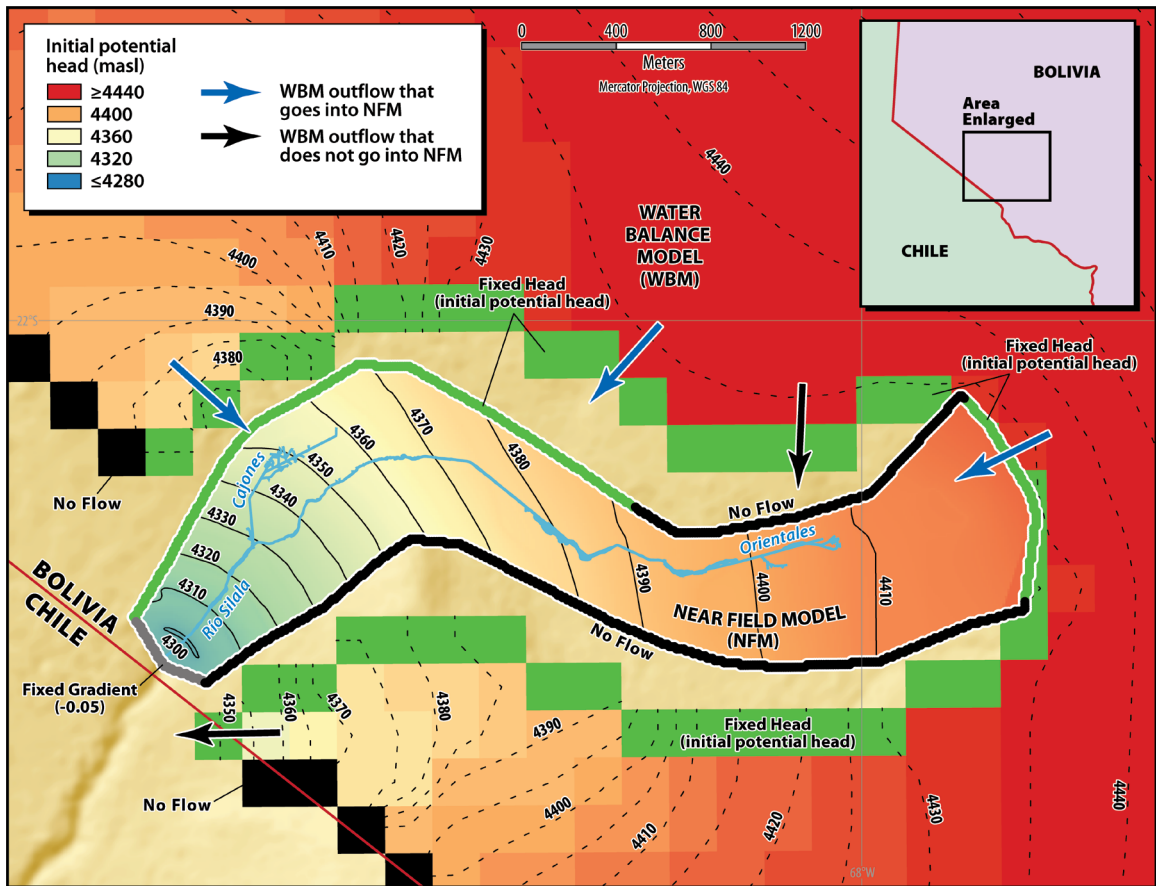 Initial potential
head (masl)
≥4440
4400
4360
4320
≤4280
WBM outflow that
goes into NFM
WBM outflow that
does not go into NFM
0 400 800 1200
Meters
Mercator Projection, WGS 84
BOLIVIA
Area
Enlarged
CHILE
4440
WATER
BALANCE
MODEL
(WBM)
4400
4410
4420
4430
4390
4380
22°S
Fixed Head
(initial potential head)
Fixed Head
(initial potential head)
No Flow
Cajones
4360
4370
4380
4350
4340
4330
4320
4310
4300
Río Silala
No Flow
Orientales
4390
4400
4410
NEAR FIELD MODEL
(NFM)
No Flow
BOLIVIA
CHILE
Fixed Gradient
(-0.05)
4350
4360
4370
4380
4390
Fixed Head
(initial potential head)
No Flow
4400
4410
4420
4430
4440
68°W